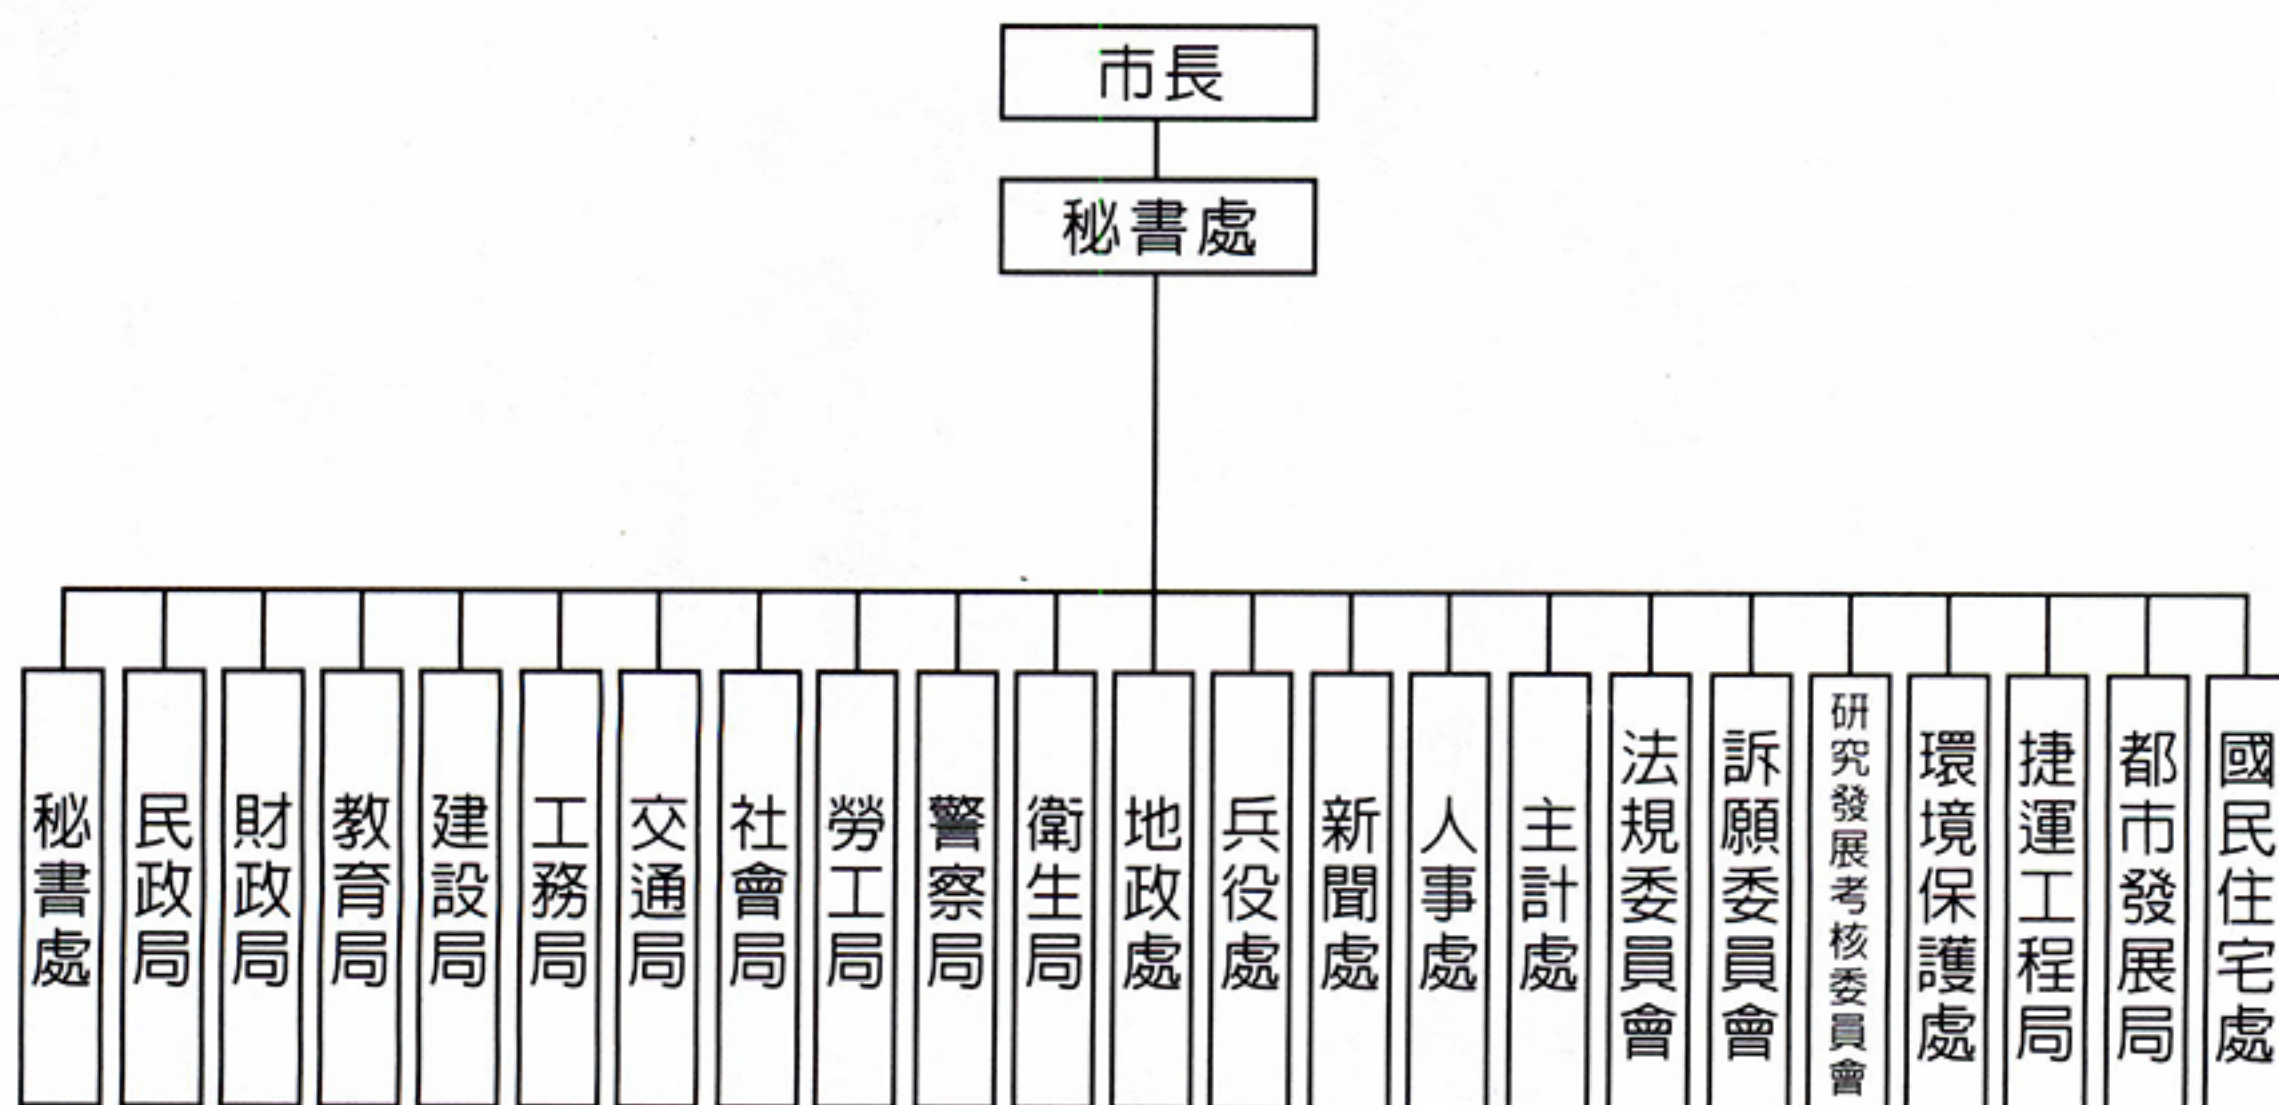 市長
秘書處
秘書處
民政局
財政局
教育局
建設局
工務局
交通局
社會局
勞工局
警察局
衛生局
地政處
兵役處
新聞處
人事處
主計處
法規委員會
訴願委員會
研究發展考核委員會
環境保護處
捷運工程局
都市發展局
國民住宅處